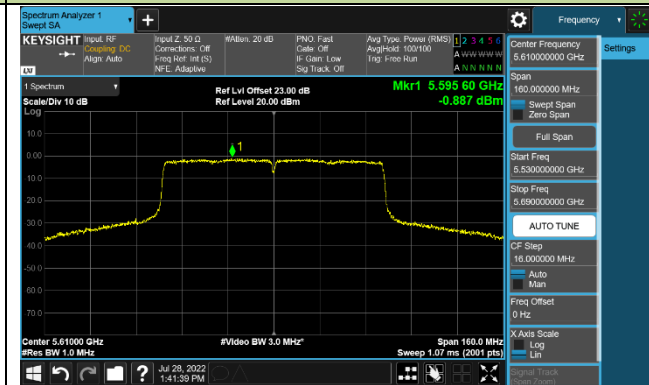 Spectrum Analyzer 1
Swept SA
+
Frequency
KEYSIGHT
Input: RF
Coupling: DC
Align: Auto
Input Z: 50 Ω
Corrections: Off
Freq Ref: Int (S)
NFE: Adaptive
#Atten: 20 dB
PNO: Fast
Gate: Off
IF Gain: Low
Sig Track: Off
Avg Type: Power (RMS)
Avg|Hold: 100/100
Trig: Free Run
1 2 3 4 5 6
A W W W W W
A N N N N N
LXI
1 Spectrum
Scale/Div 10 dB
Log
Ref Lvl Offset 23.00 dB
Ref Level 20.00 dBm
Mkr1 5.595 60 GHz
-0.887 dBm
1
10.0
0.00
-10.0
-20.0
-30.0
-40.0
-50.0
-60.0
-70.0
Center 5.61000 GHz
#Res BW 1.0 MHz
#Video BW 3.0 MHz*
Span 160.0 MHz
Sweep 1.07 ms (2001 pts)
Jul 28, 2022
1:41:39 PM
?
Settings
Center Frequency
5.610000000 GHz
Span
160.000000 MHz
Swept Span
Zero Span
Full Span
Start Freq
5.530000000 GHz
Stop Freq
5.690000000 GHz
AUTO TUNE
CF Step
16.000000 MHz
Auto
Man
Freq Offset
0 Hz
X Axis Scale
Log
Lin
Signal Track
(Span Zoom)